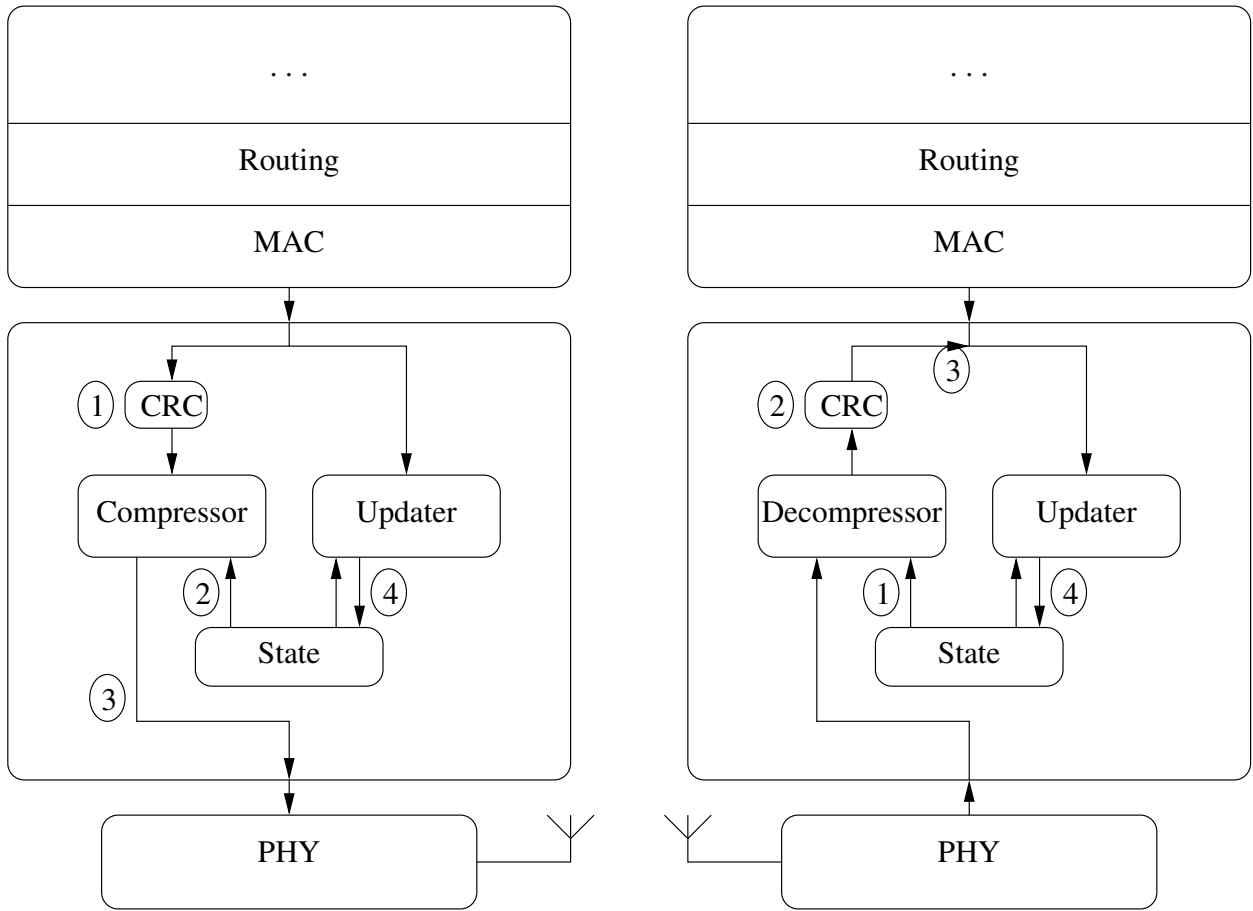 . . .
Routing
MAC
1
CRC
Compressor
Updater
2
4
State
3
PHY
. . .
Routing
MAC
3
2
CRC
Decompressor
Updater
1
4
State
PHY